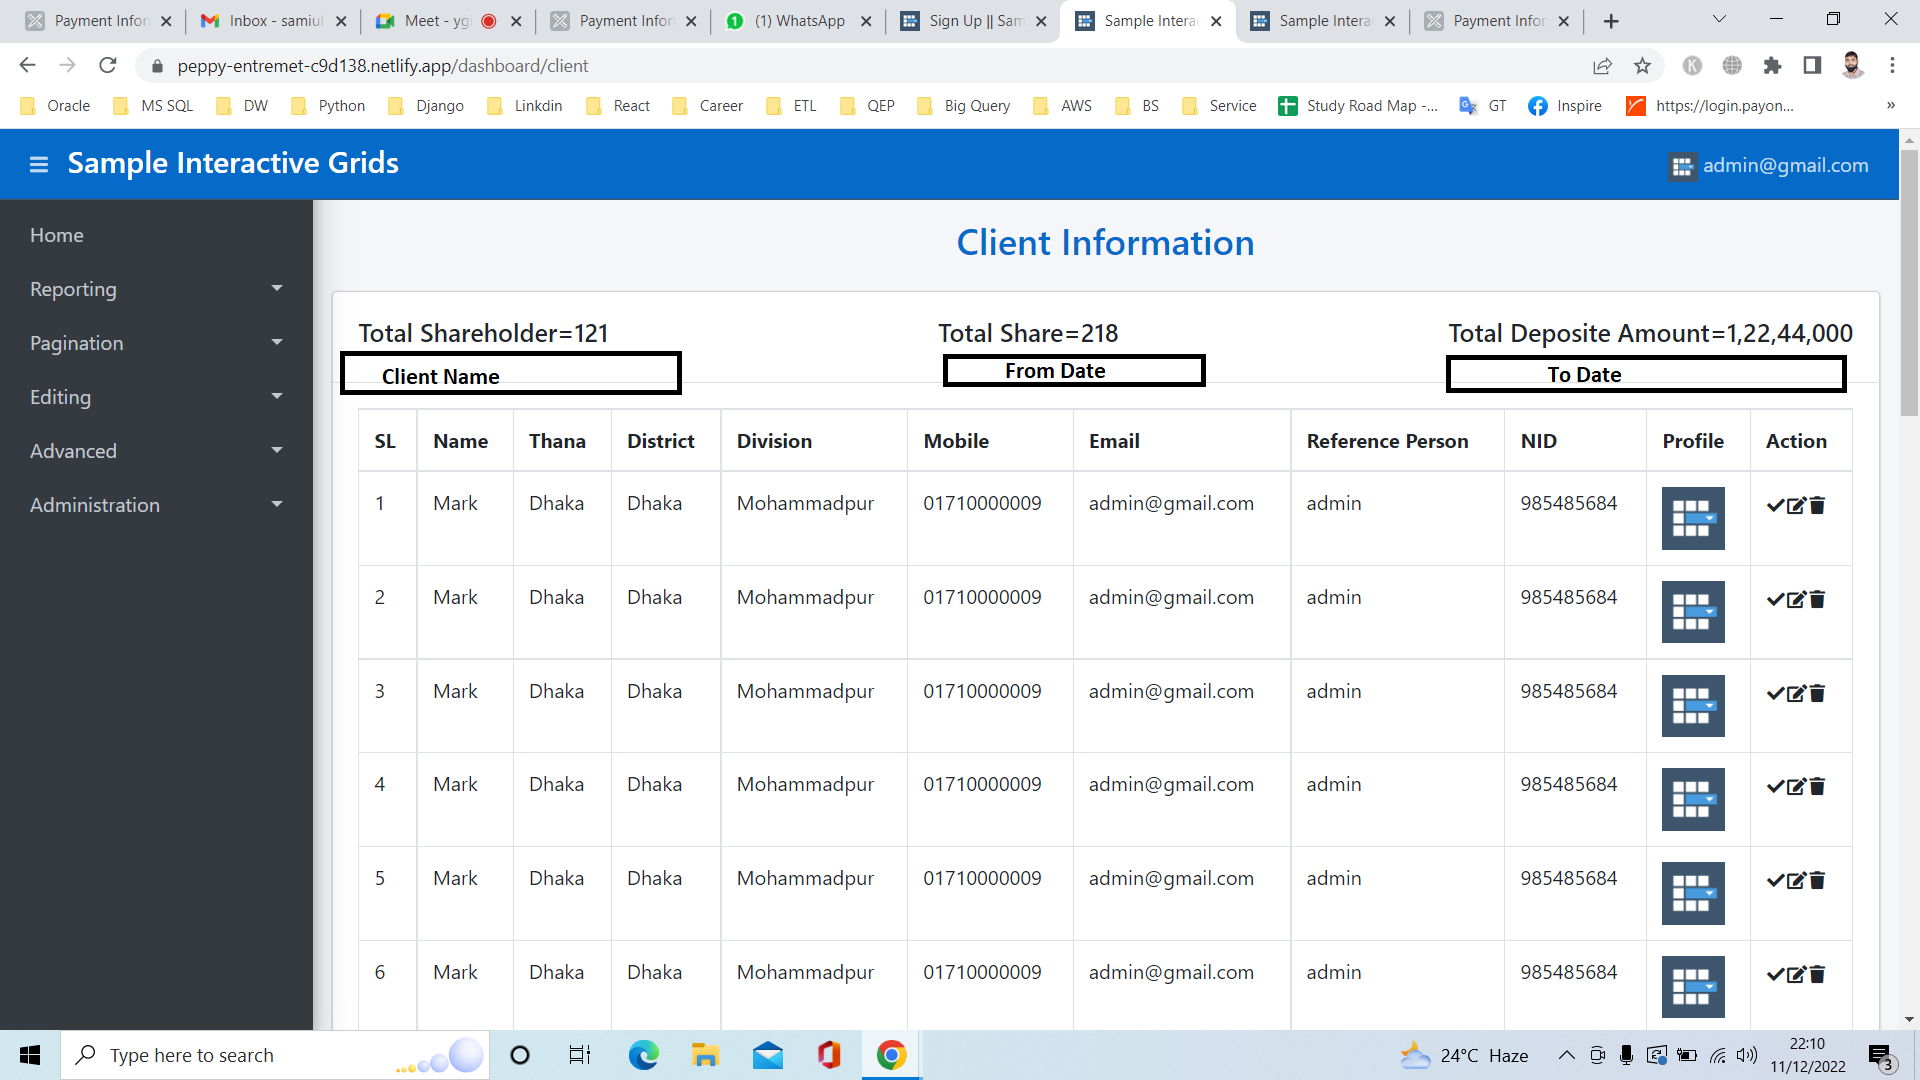 Payment Infor
Inbox - samiul
Meet - yg
Payment Infor
(1) WhatsApp
Sign Up || Sam
Sample Intera
Sample Intera
Payment Infor
peppy-entremet-c9d138.netlify.app/dashboard/client
Oracle MS SQL DW Python Django Linkdin React Career ETL QEP Big Query AWS BS Service Study Road Map -... GT Inspire https://login.payon... »
Sample Interactive Grids
admin@gmail.com
Home
Reporting
Pagination
Editing
Advanced
Administration
Client Information
Total Shareholder=121 Total Share=218 Total Deposite Amount=1,22,44,000
Client Name From Date To Date
SL Name Thana District Division Mobile Email Reference Person NID Profile Action
1 Mark Dhaka Dhaka Mohammadpur 01710000009 admin@gmail.com admin 985485684
2 Mark Dhaka Dhaka Mohammadpur 01710000009 admin@gmail.com admin 985485684
3 Mark Dhaka Dhaka Mohammadpur 01710000009 admin@gmail.com admin 985485684
4 Mark Dhaka Dhaka Mohammadpur 01710000009 admin@gmail.com admin 985485684
5 Mark Dhaka Dhaka Mohammadpur 01710000009 admin@gmail.com admin 985485684
6 Mark Dhaka Dhaka Mohammadpur 01710000009 admin@gmail.com admin 985485684
Type here to search
24°C Haze
22:10
11/12/2022
3